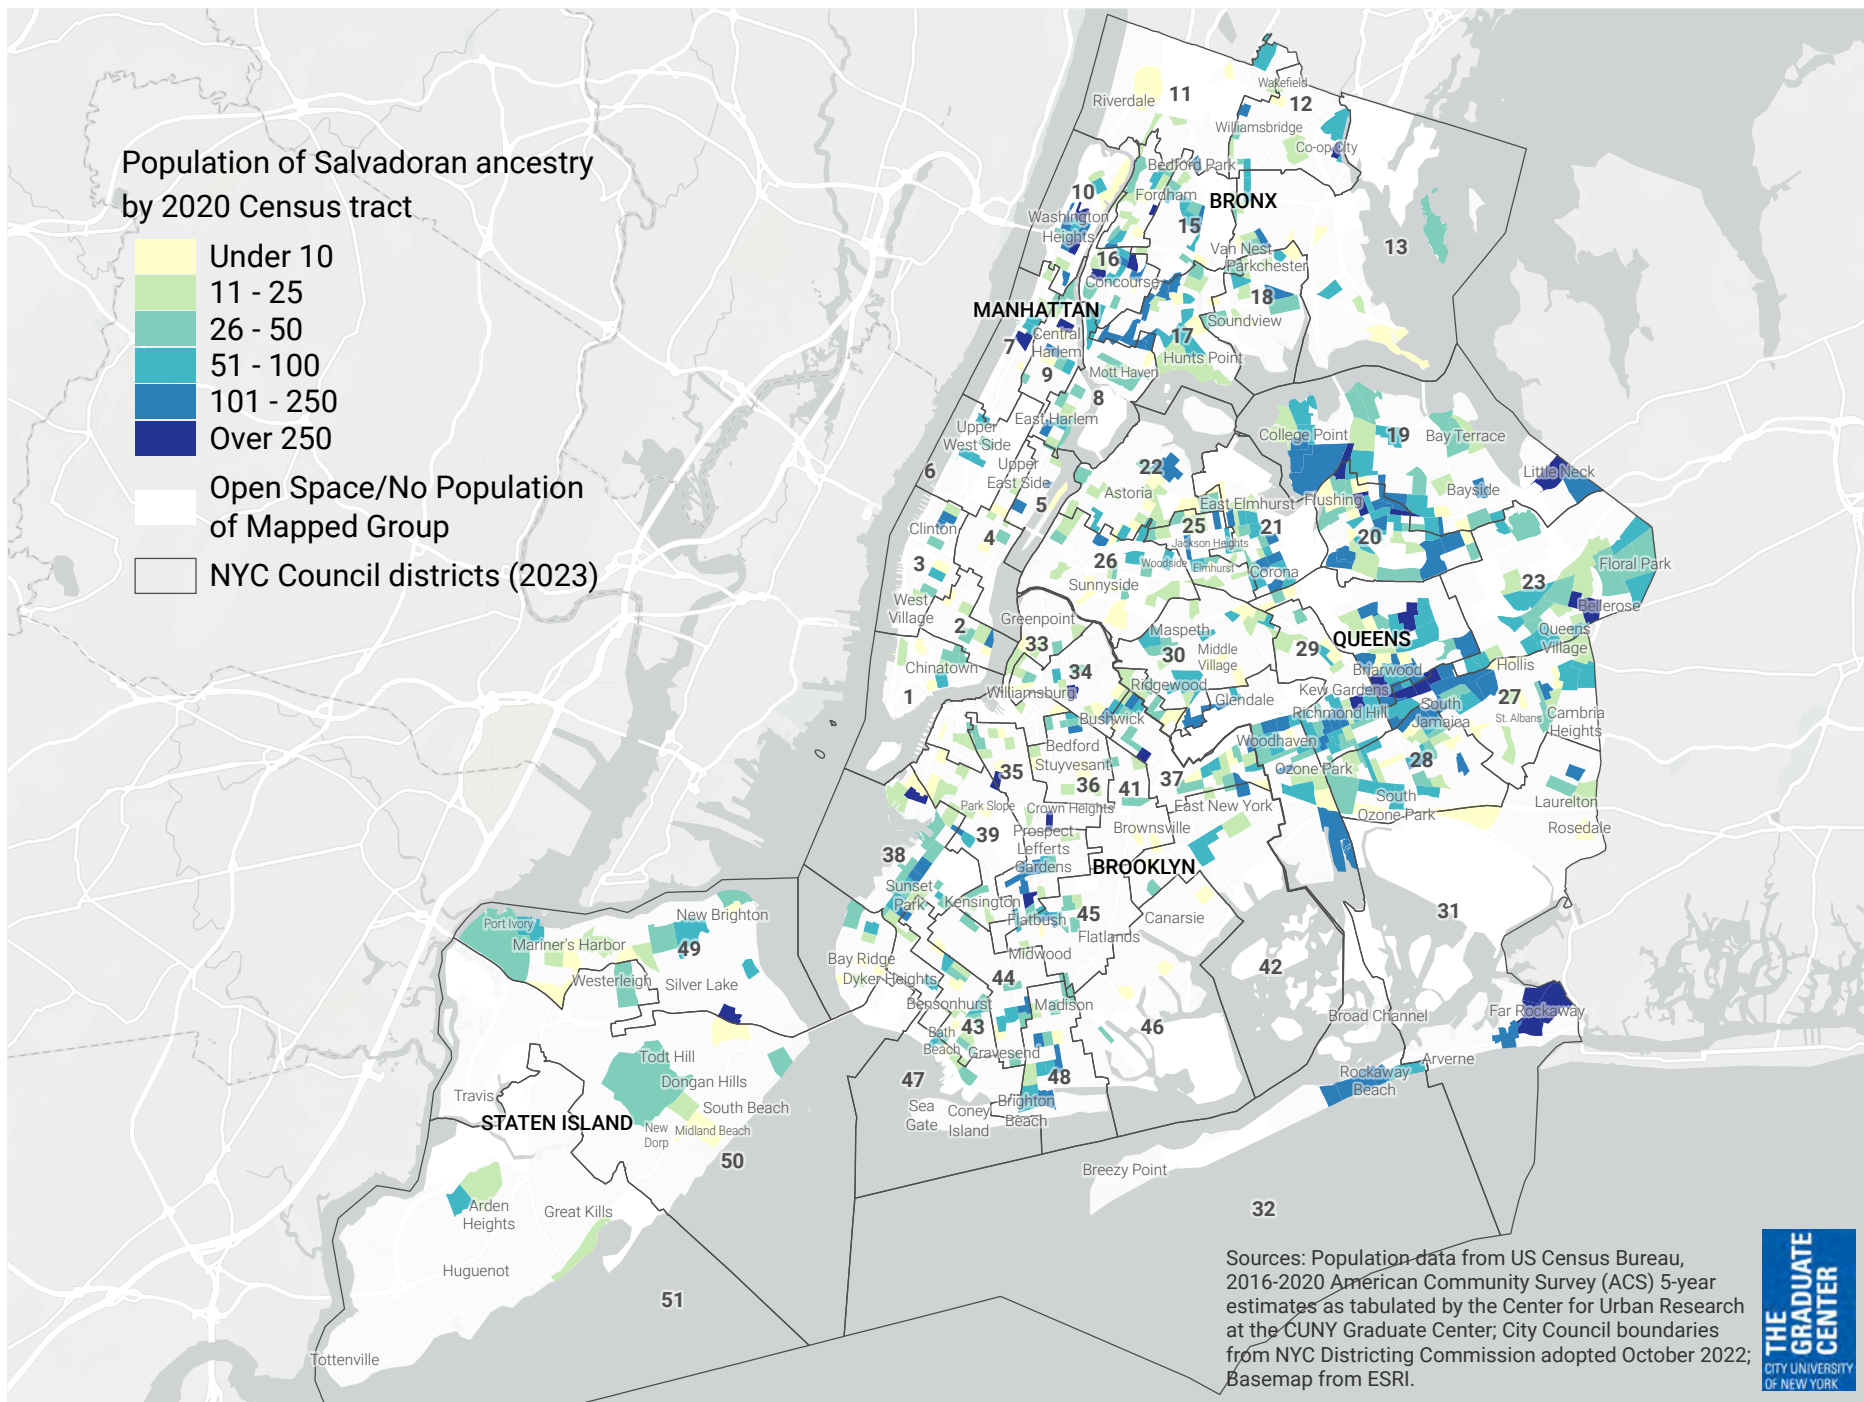 Population of Salvadoran ancestry
by 2020 Census tract
Under 10
11 - 25
26 - 50
51 - 100
101 - 250
Over 250
Open Space/No Population
of Mapped Group
NYC Council districts (2023)
Wakefield
11
12
Riverdale
Williamsbridge
Co-op City
Bedford Park
10
Fordham
BRONX
Washington
Heights
15
13
Van Nest
16
Parkchester
Concourse
18
MANHATTAN
Soundview
Central
Harlem
7
17
Hunts Point
9
Mott Haven
8
East Harlem
Upper
West Side
College Point
19
Bay Terrace
6
Upper
East Side
22
Little Neck
Astoria
Bayside
5
East Elmhurst
Flushing
Clinton
25
21
4
20
Jackson Heights
3
26
Woodside
Elmhurst
Corona
Floral Park
Sunnyside
23
West
Village
Bellerose
2
Greenpoint
Maspeth
Queens
Village
33
QUEENS
Chinatown
30
Middle
Village
29
34
Briarwood
Hollis
1
Williamsburg
Ridgewood
Glendale
Kew Gardens
27
Richmond Hill
South
Jamaica
St. Albans
Cambria
Heights
Bushwick
Bedford
Stuyvesant
Woodhaven
28
35
36
41
37
Ozone Park
Park Slope
Crown Heights
East New York
South
Ozone Park
Laurelton
39
Prospect
Lefferts
Gardens
Brownsville
Rosedale
38
BROOKLYN
Sunset
Park
Kensington
Flatbush
45
Canarsie
31
Port Ivory
New Brighton
Mariner's Harbor
49
Flatlands
Bay Ridge
Midwood
42
Westerleigh
Silver Lake
Dyker Heights
44
Bensonhurst
Madison
Broad Channel
Far Rockaway
Bath
Beach
43
46
Todt Hill
Gravesend
Arverne
Dongan Hills
47
48
Rockaway
Beach
Travis
South Beach
Sea
Gate
Coney
Island
Brighton
Beach
STATEN ISLAND
New
Dorp
Midland Beach
50
Breezy Point
Arden
Heights
Great Kills
32
Huguenot
51
Tottenville
Sources: Population data from US Census Bureau,
2016-2020 American Community Survey (ACS) 5-year
estimates as tabulated by the Center for Urban Research
at the CUNY Graduate Center; City Council boundaries
from NYC Districting Commission adopted October 2022;
Basemap from ESRI.
THE
GRADUATE
CENTER
CITY UNIVERSITY
OF NEW YORK